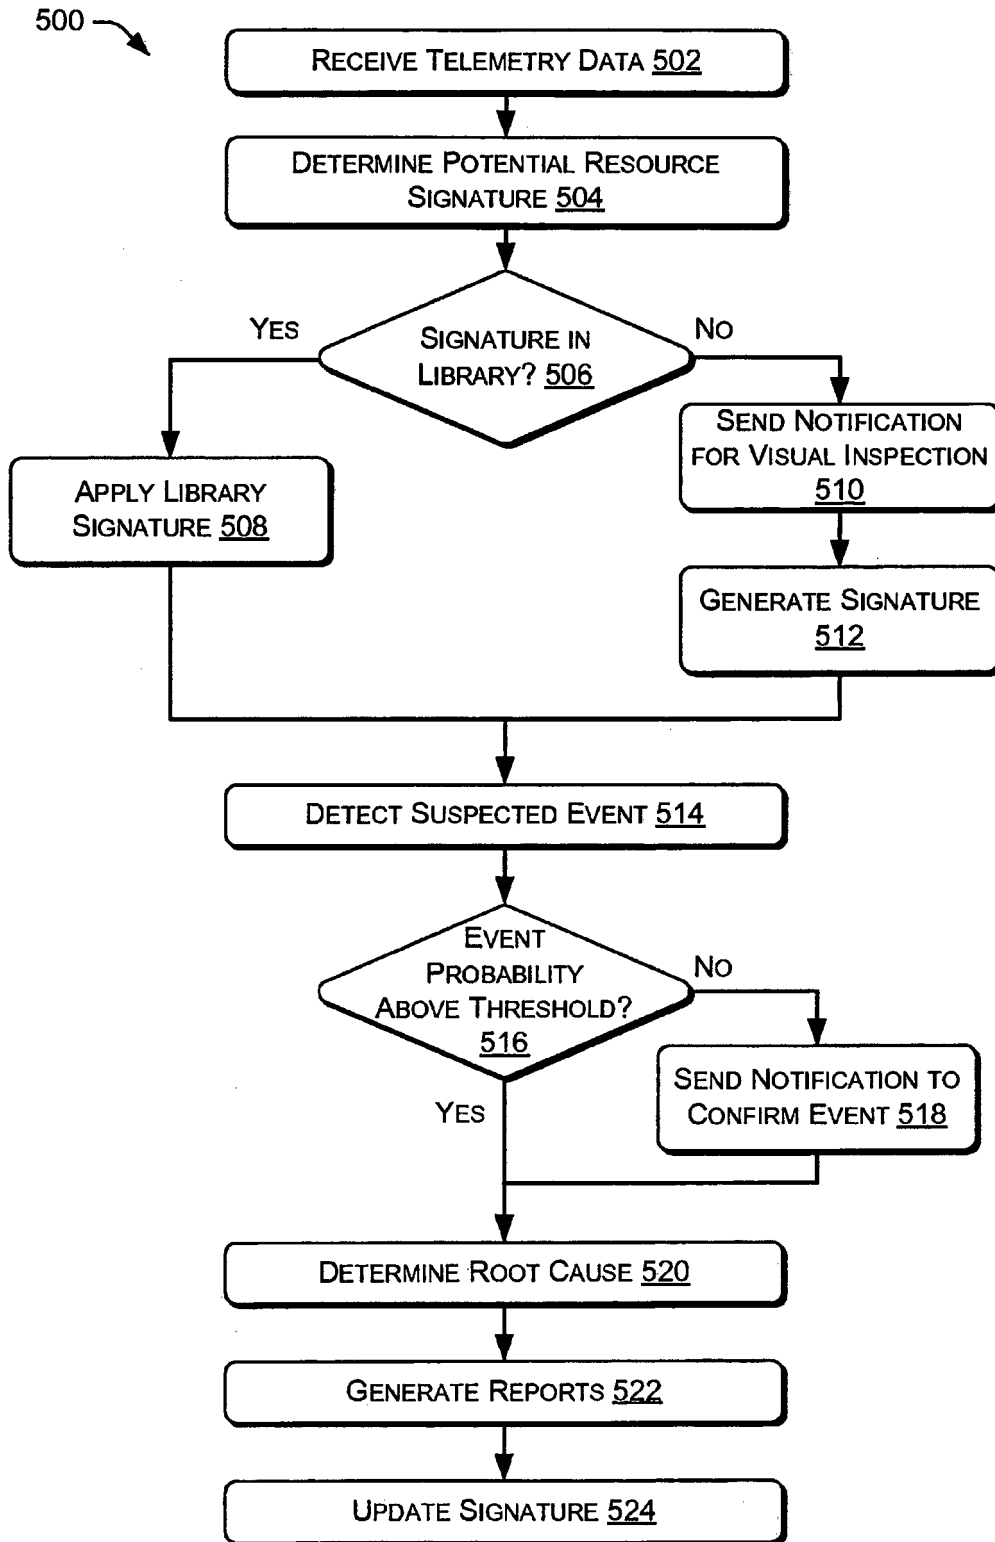 500
RECEIVE TELEMETRY DATA 502
DETERMINE POTENTIAL RESOURCE
SIGNATURE 504
YES
SIGNATURE IN
LIBRARY? 506
NO
SEND NOTIFICATION
FOR VISUAL INSPECTION
510
APPLY LIBRARY
SIGNATURE 508
GENERATE SIGNATURE
512
DETECT SUSPECTED EVENT 514
EVENT
PROBABILITY
ABOVE THRESHOLD?
516
NO
YES
SEND NOTIFICATION TO
CONFIRM EVENT 518
DETERMINE ROOT CAUSE 520
GENERATE REPORTS 522
UPDATE SIGNATURE 524